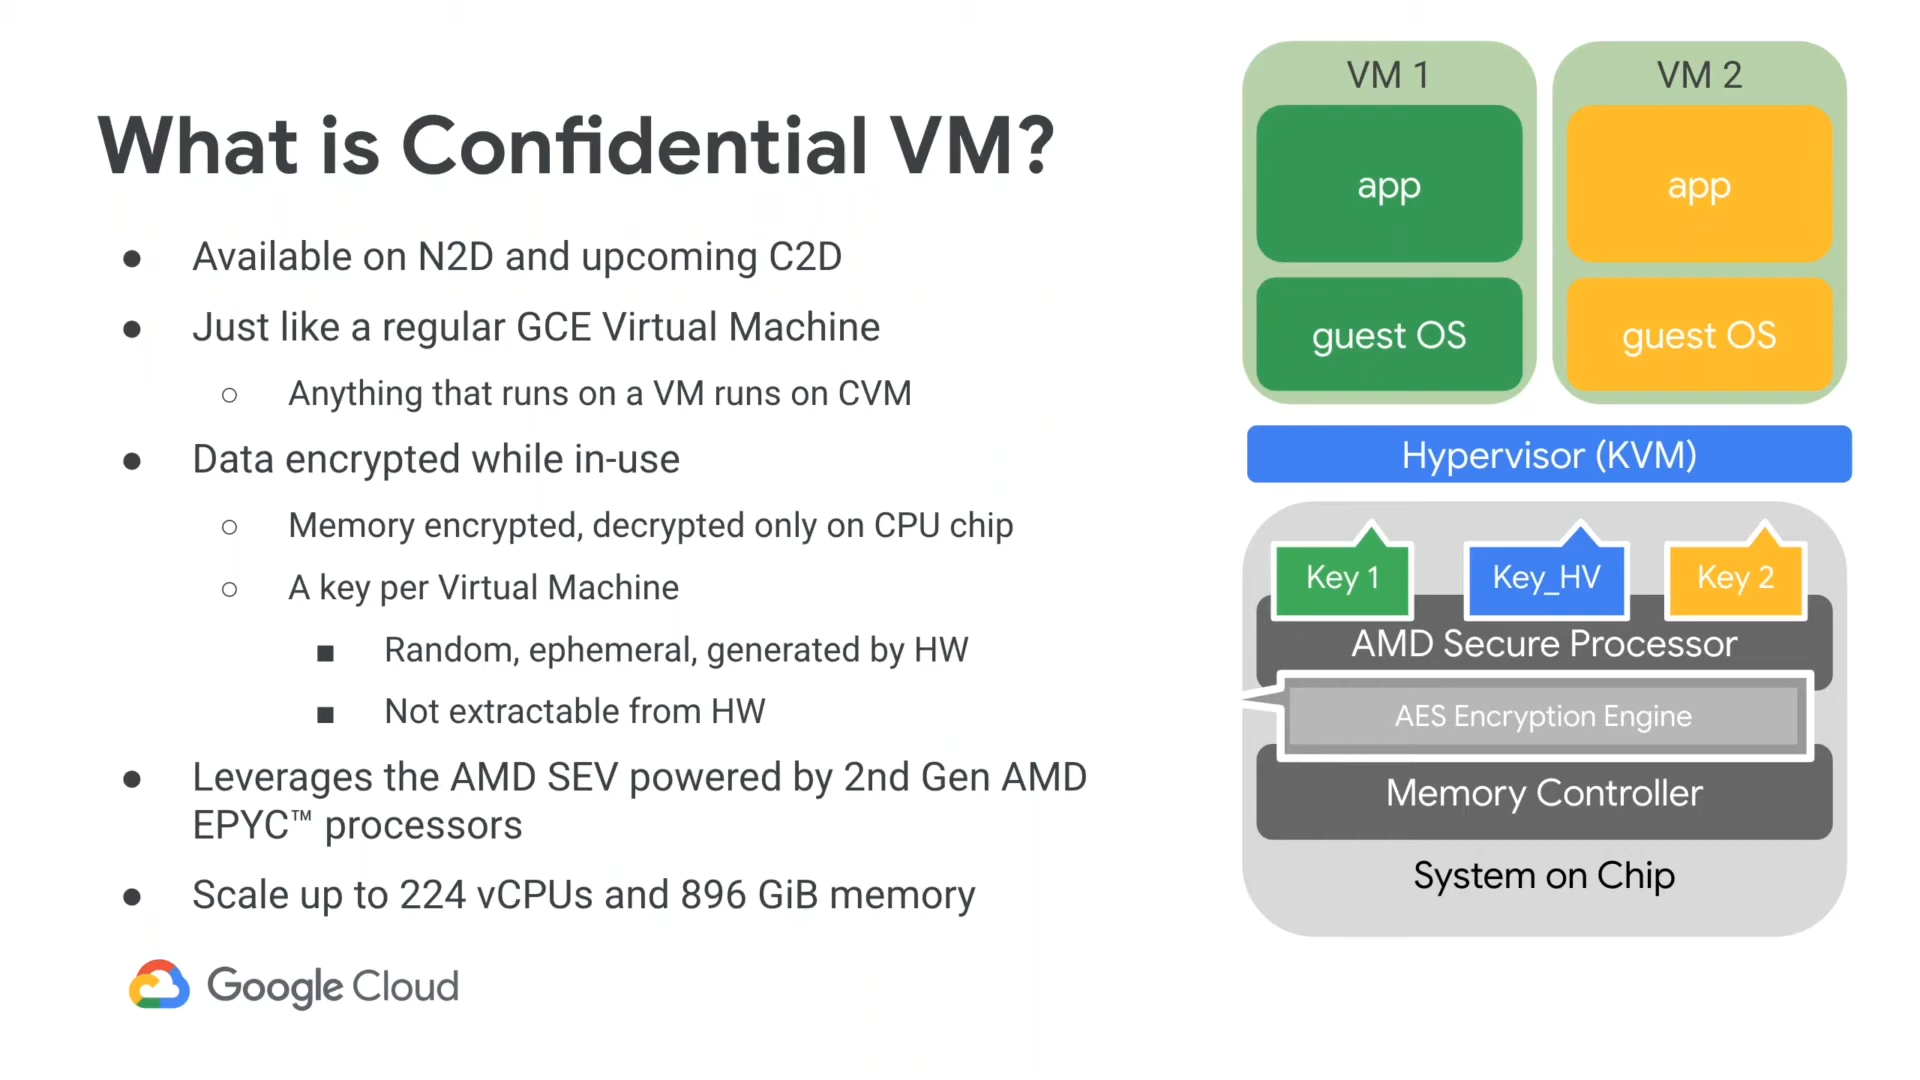 What is Confidential VM?
● Available on N2D and upcoming C2D
● Just like a regular GCE Virtual Machine
○ Anything that runs on a VM runs on CVM
● Data encrypted while in-use
○ Memory encrypted, decrypted only on CPU chip
○ A key per Virtual Machine
■ Random, ephemeral, generated by HW
■ Not extractable from HW
● Leverages the AMD SEV powered by 2nd Gen AMD
EPYC™ processors
● Scale up to 224 vCPUs and 896 GiB memory
Google Cloud
VM 1
app
guest OS
VM 2
app
guest OS
Hypervisor (KVM)
Key 1
Key_HV
Key 2
AMD Secure Processor
AES Encryption Engine
Memory Controller
System on Chip